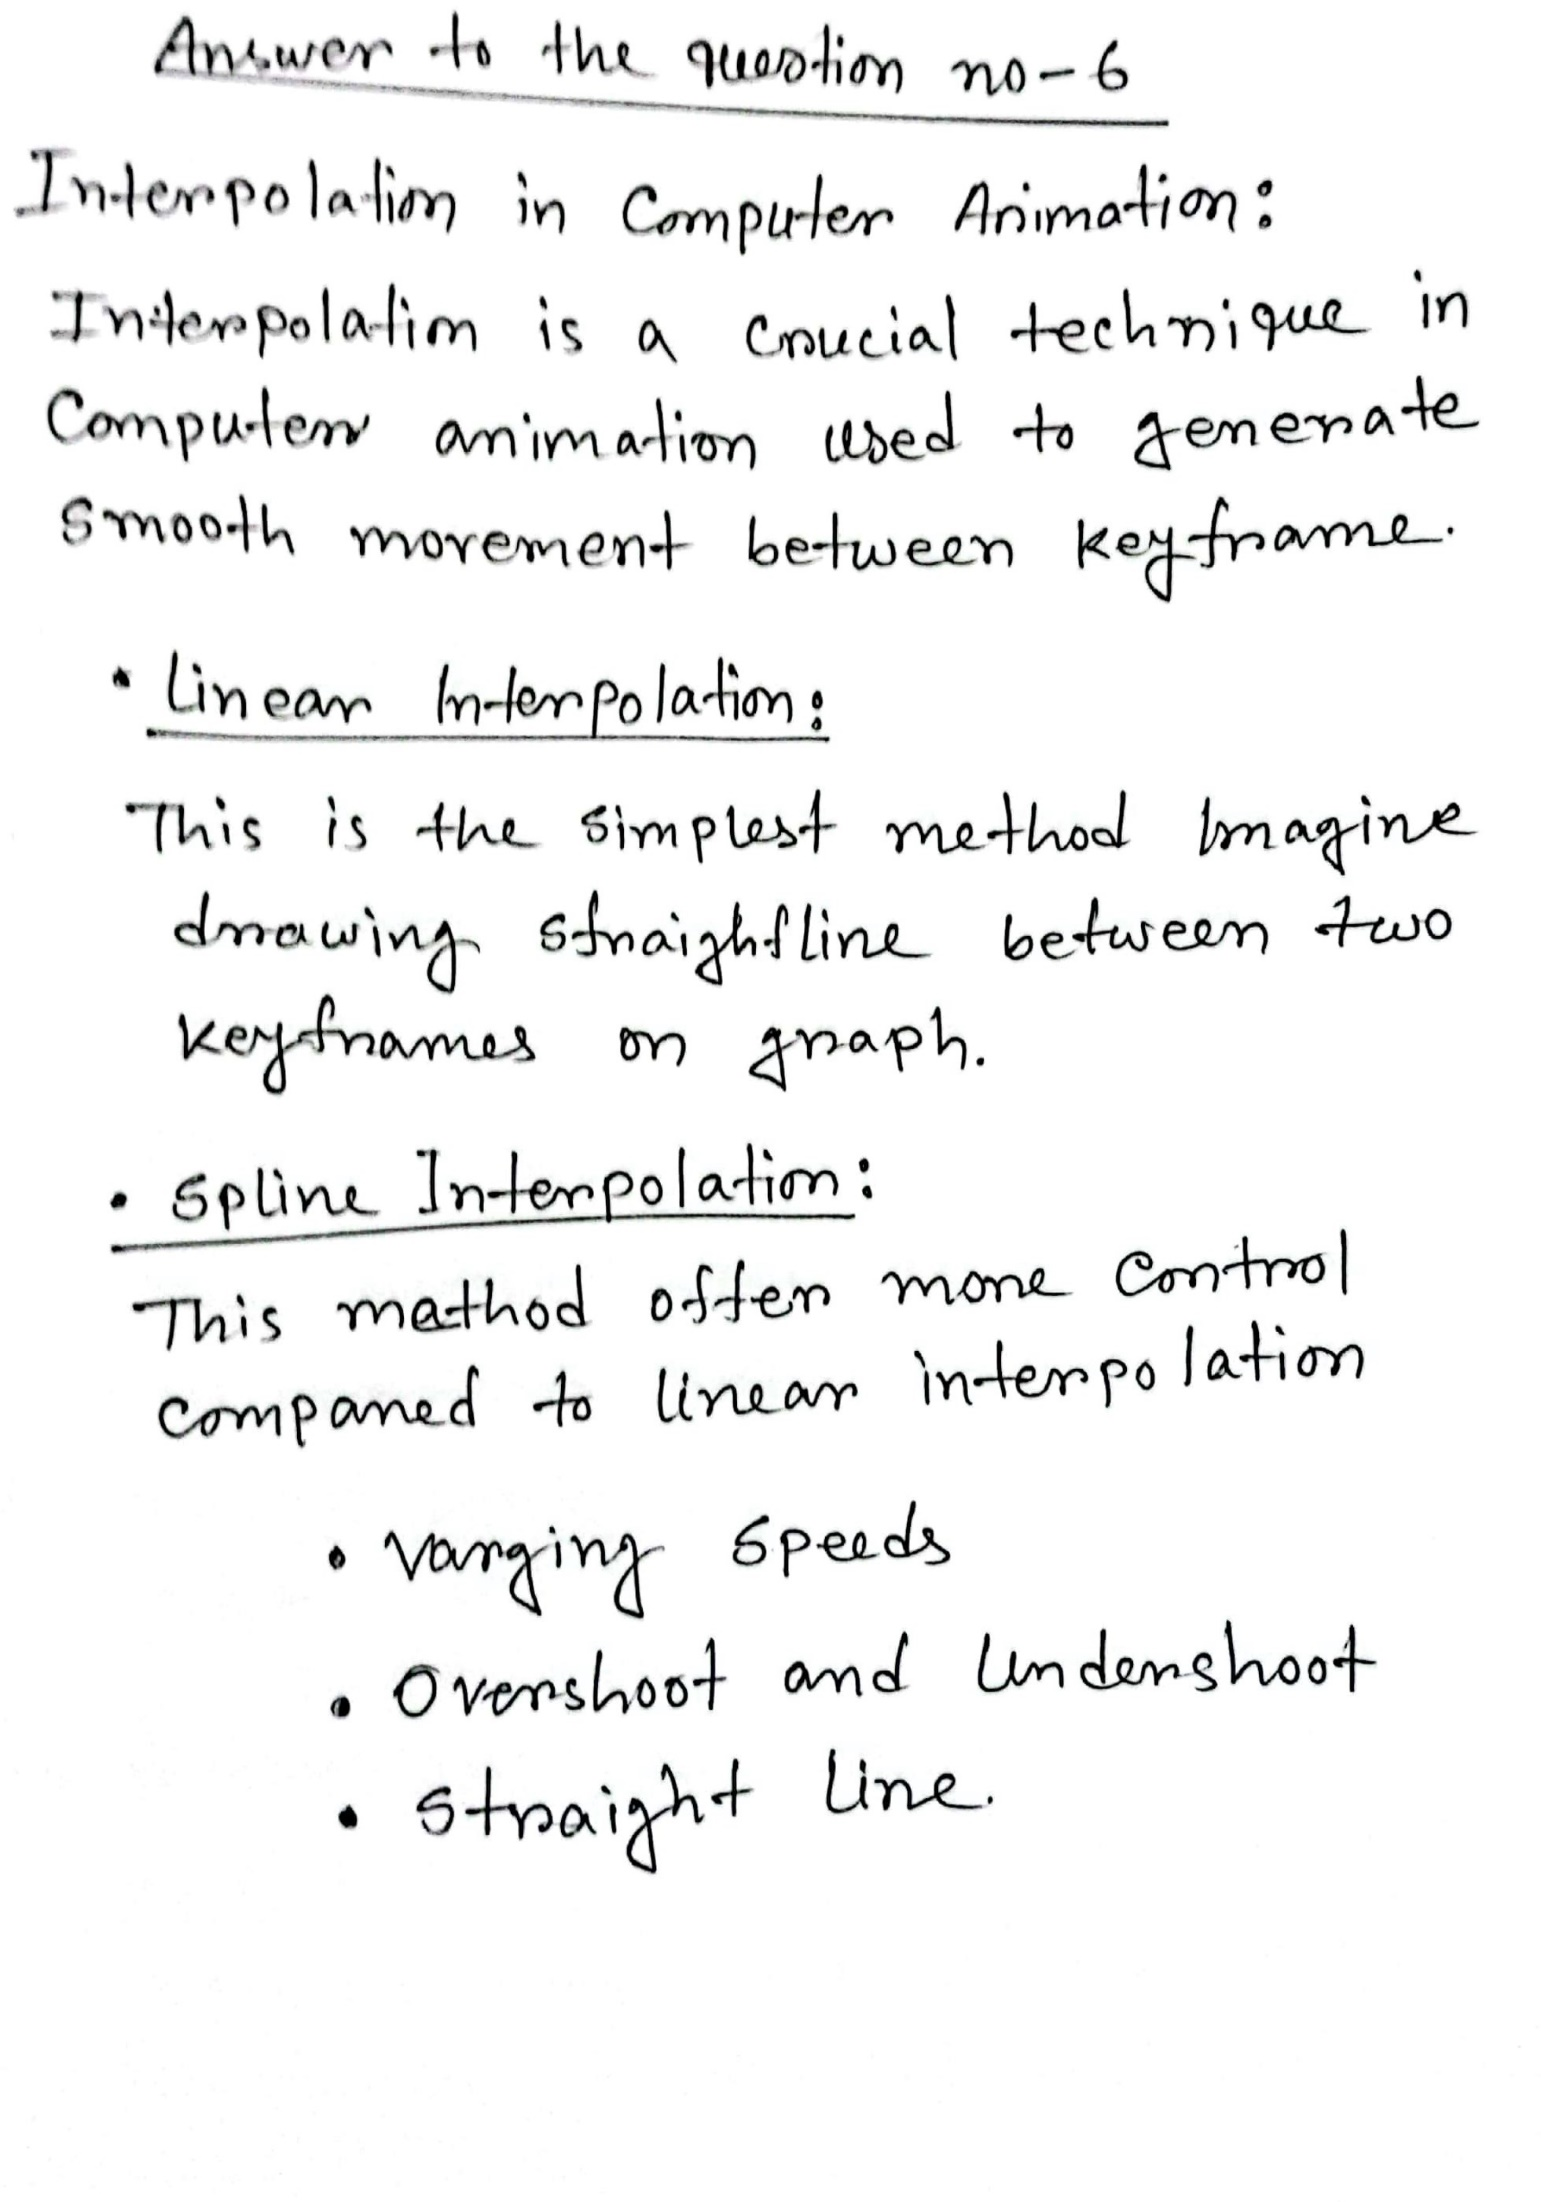 Answer to the question no-6
Interpolation in Computer Animation:
Interpolation is a crucial technique in
Computer animation used to generate
smooth movement between keyframe.
• Linear Interpolation:
This is the simplest method Imagine
drawing straightline between two
keyframes on graph.
• Spline Interpolation:
This mathod offer more control
compared to linear interpolation
• Varying speeds
• Overshoot and Undershoot
• Straight Line.